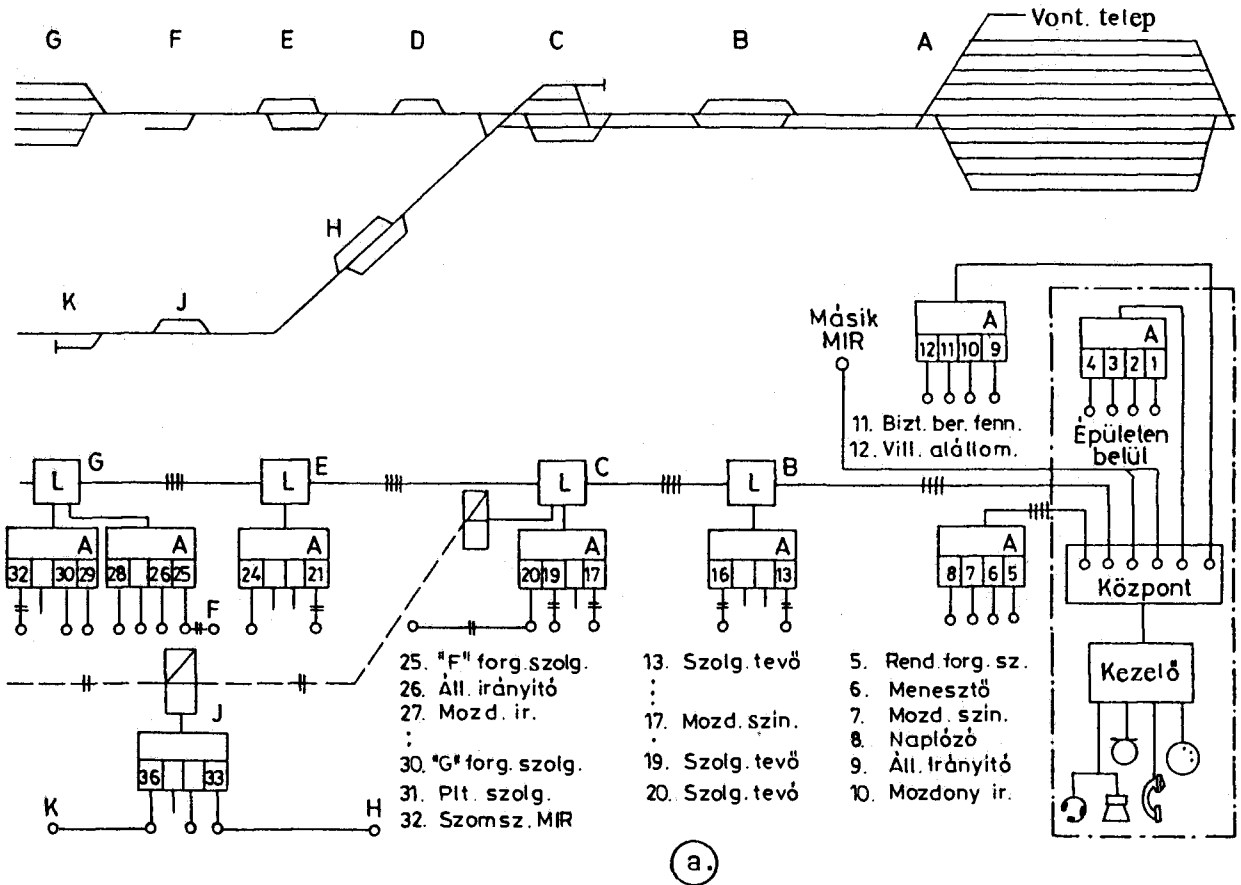 Vont. telep
G F E D C B A
H
K J
Másik
MIR
A
12 11 10 9
A
4 3 2 1
11. Bizt. ber. fenn.
12. Vill. alállom.
Épületen
belül
L G
L E
L C
L B
A
32 30 29
A
28 26 25
A
24 21
A
20 19 17
A
16 13
A
8 7 6 5
Központ
F
Kezelő
J
36 33
K H
25. "F" forg. szolg.
26. Áll. irányító
27. Mozd. ir.
:
30. "G" forg. szolg.
31. Plt. szolg.
32. Szomsz. MIR
13. Szolg. tevő
:
17. Mozd. szin.
:
19. Szolg. tevő
20. Szolg. tevő
5. Rend. forg. sz.
6. Menesztő
7. Mozd. szin.
8. Naplózó
9. Áll. Irányító
10. Mozdony ir.
a.